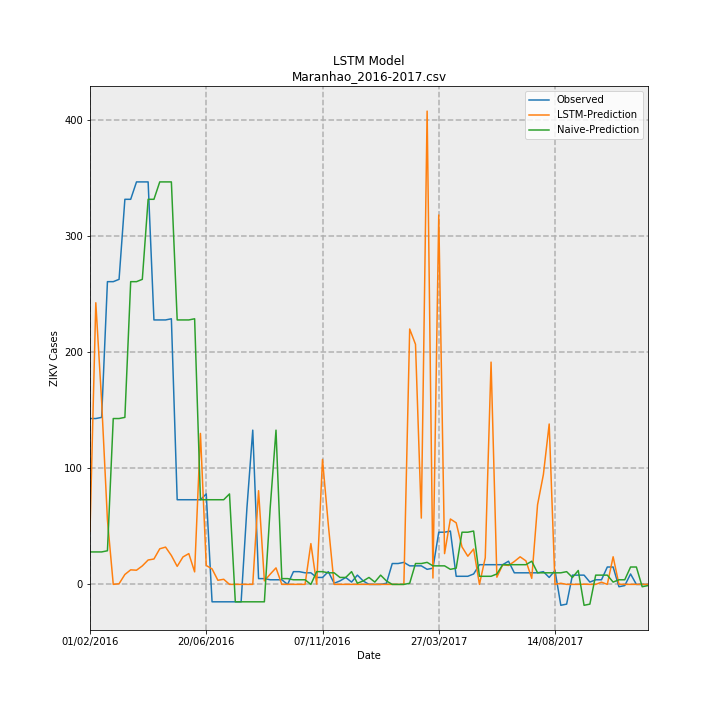 LSTM Model
Maranhao_2016-2017.csv
Observed
LSTM-Prediction
Naive-Prediction
400
300
200
100
0
ZIKV Cases
01/02/2016
20/06/2016
07/11/2016
27/03/2017
14/08/2017
Date